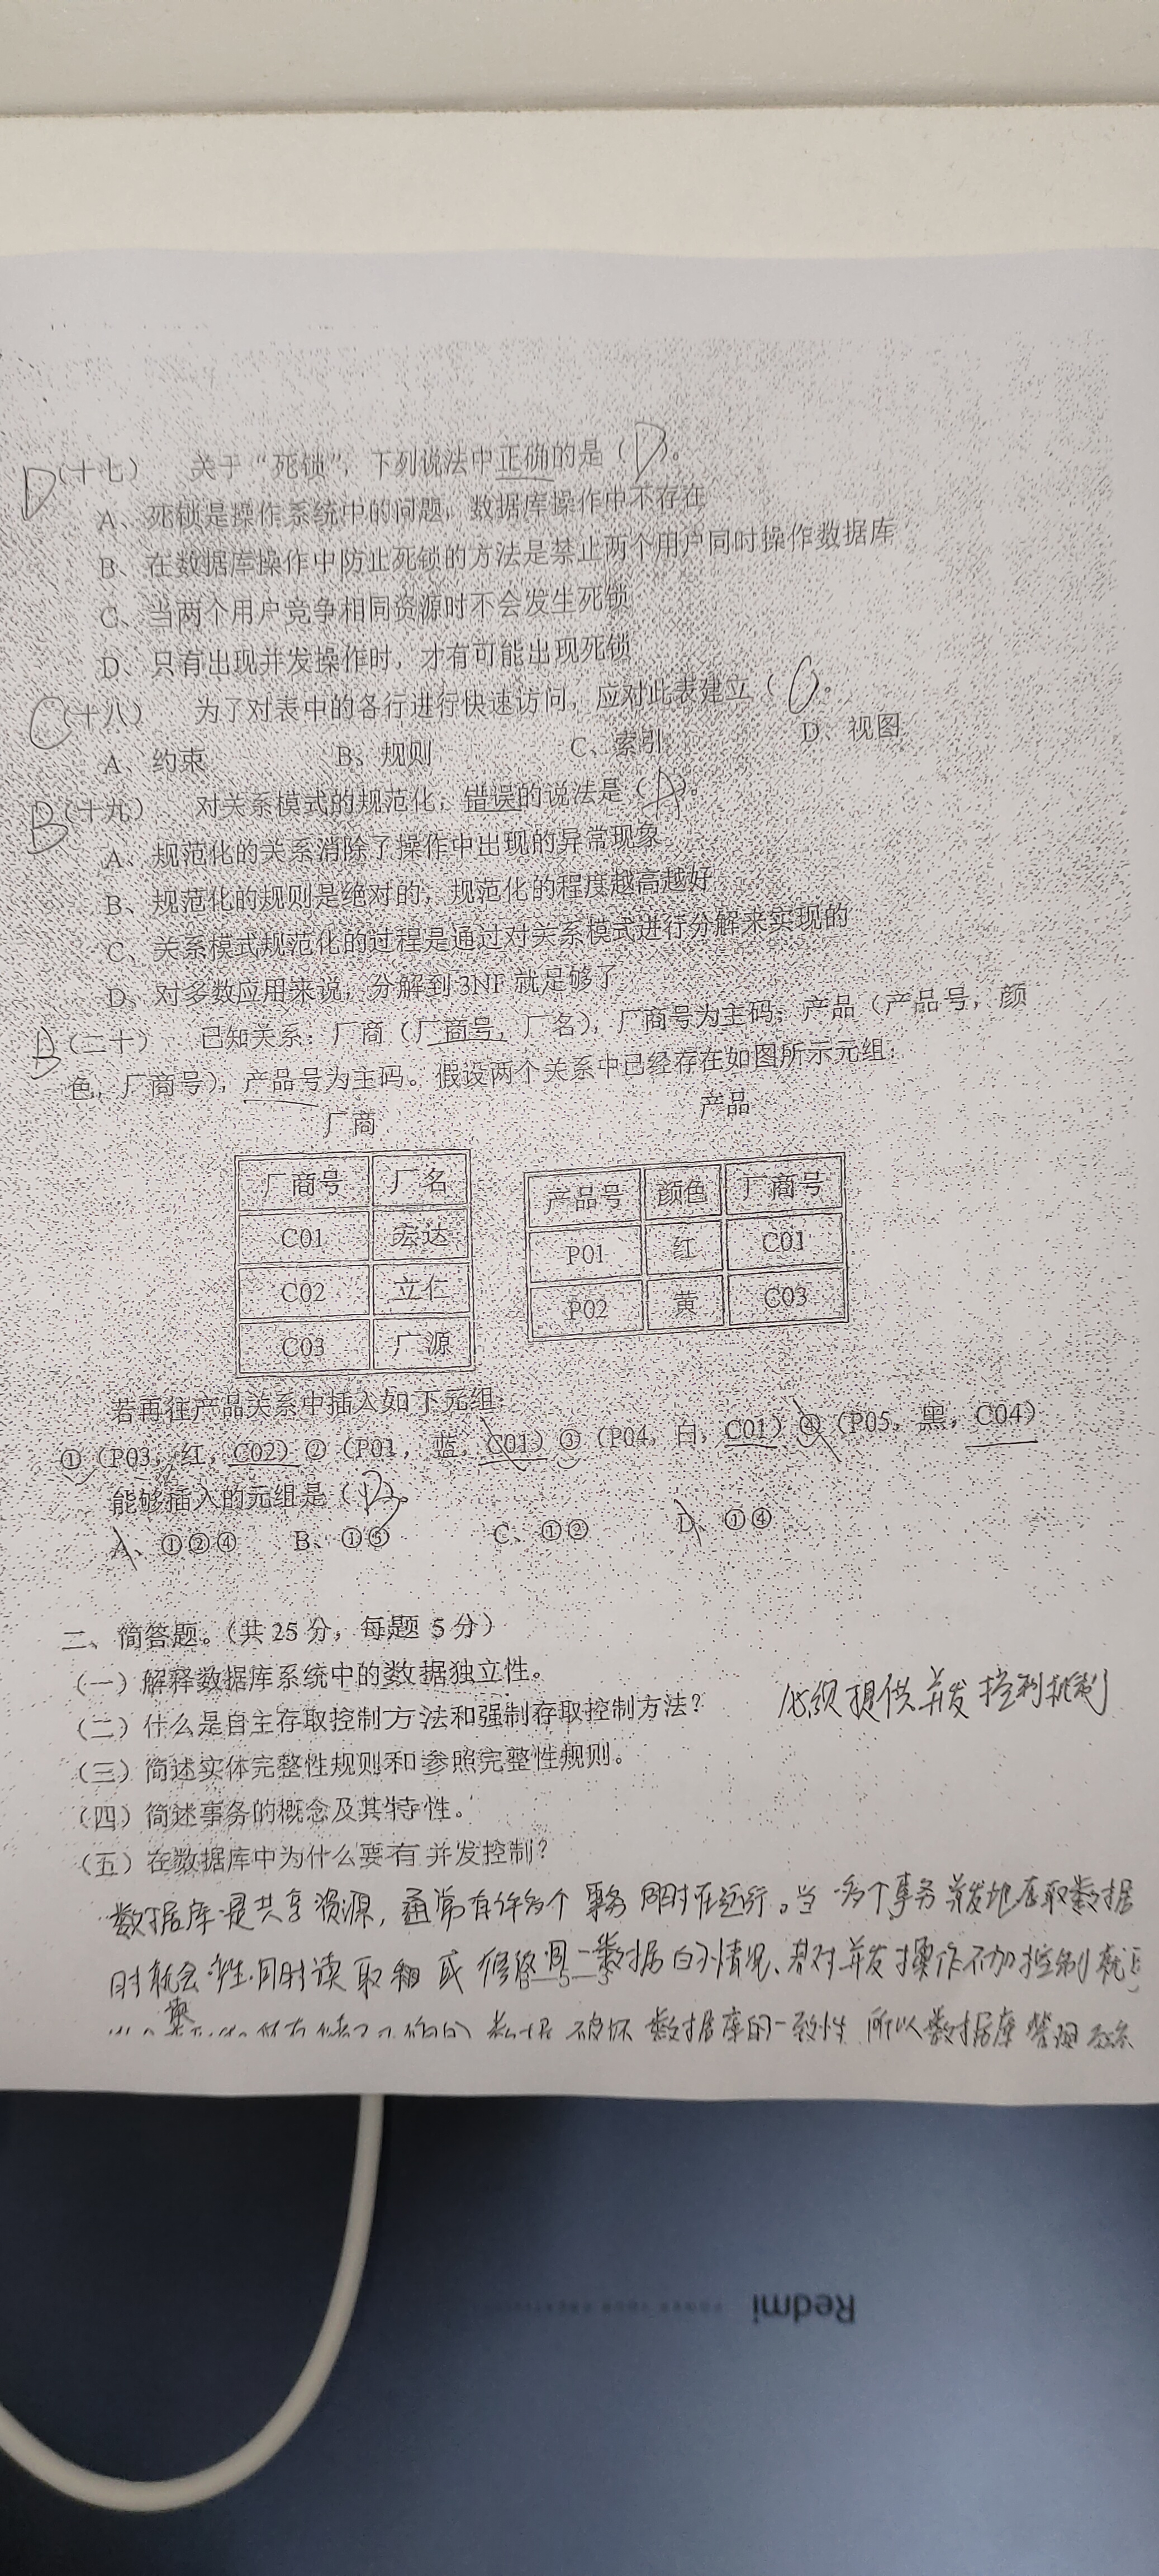 D (十七) 关于“死锁”，下列说法中正确的是（D）。
A、死锁是操作系统中的问题，数据库操作中不存在
B、在数据库操作中防止死锁的方法是禁止两个用户同时操作数据库
C、当两个用户竞争相同资源时不会发生死锁
D、只有出现并发操作时，才有可能出现死锁
C (十八) 为了对表中的各行进行快速访问，应对此表建立（C）。
A、约束 B、规则 C、索引 D、视图
B (十九) 对关系模式的规范化，错误的说法是（A）。
A、规范化的关系消除了操作中出现的异常现象
B、规范化的规则是绝对的，规范化的程度越高越好
C、关系模式规范化的过程是通过对关系模式进行分解来实现的
D、对多数应用来说，分解到3NF就足够了
B (二十) 已知关系：厂商（厂商号，厂名），厂商号为主码；产品（产品号，颜
色，厂商号），产品号为主码。假设两个关系中已经存在如图所示元组：
厂商 产品
厂商号 厂名
C01 宏达
C02 立仁
C03 广源
产品号 颜色 厂商号
P01 红 C01
P02 黄 C03
若再往产品关系中插入如下元组：
①（P03，红，C02）②（P01，蓝，C01）③（P04，白，C01）④（P05，黑，C04）
能够插入的元组是（B）。
A、①②④ B、①③ C、①② D、①④
二、简答题。（共25分，每题 5分）
（一）解释数据库系统中的数据独立性。
（二）什么是自主存取控制方法和强制存取控制方法？
必须提供并发控制机制
（三）简述实体完整性规则和参照完整性规则。
（四）简述事务的概念及其特性。
（五）在数据库中为什么要有并发控制？
数据库是共享资源，通常有许多个事务同时在运行。当多个事务并发地存取数据
时就会产生同时读取和或修改同一数据的情况、若对并发操作不加控制就
数据 破坏数据库的一致性 所以数据库管理系统
Redmi